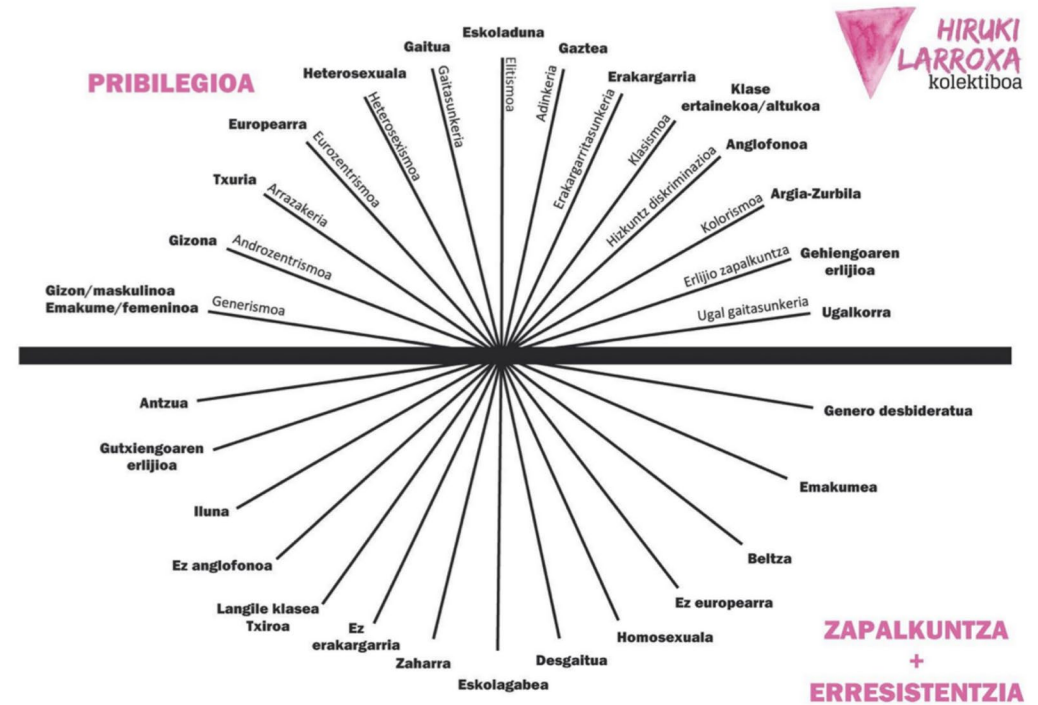 HIRUKI
LARROXA
kolektiboa
PRIBILEGIOA
Gizon/maskulinoa
Emakume/femeninoa
Generismoa
Gizona
Androzentrismoa
Txuria
Arrazakeria
Europearra
Eurozentrismoa
Heterosexuala
Heterosexismoa
Gaitua
Gaitasunkeria
Eskoladuna
Elitismoa
Gaztea
Adinkeria
Erakargarria
Erakargarritasunkeria
Klase
ertainekoa/altukoa
Klasismoa
Anglofonoa
Hizkuntz diskriminazioa
Argia-Zurbila
Kolorismoa
Gehiengoaren
erlijioa
Erlijio zapalkuntza
Ugalkorra
Ugal gaitasunkeria
Antzua
Gutxiengoaren
erlijioa
Iluna
Ez anglofonoa
Langile klasea
Txiroa
Ez
erakargarria
Zaharra
Eskolagabea
Desgaitua
Homosexuala
Ez europearra
Beltza
Emakumea
Genero desbideratua
ZAPALKUNTZA
+
ERRESISTENTZIA